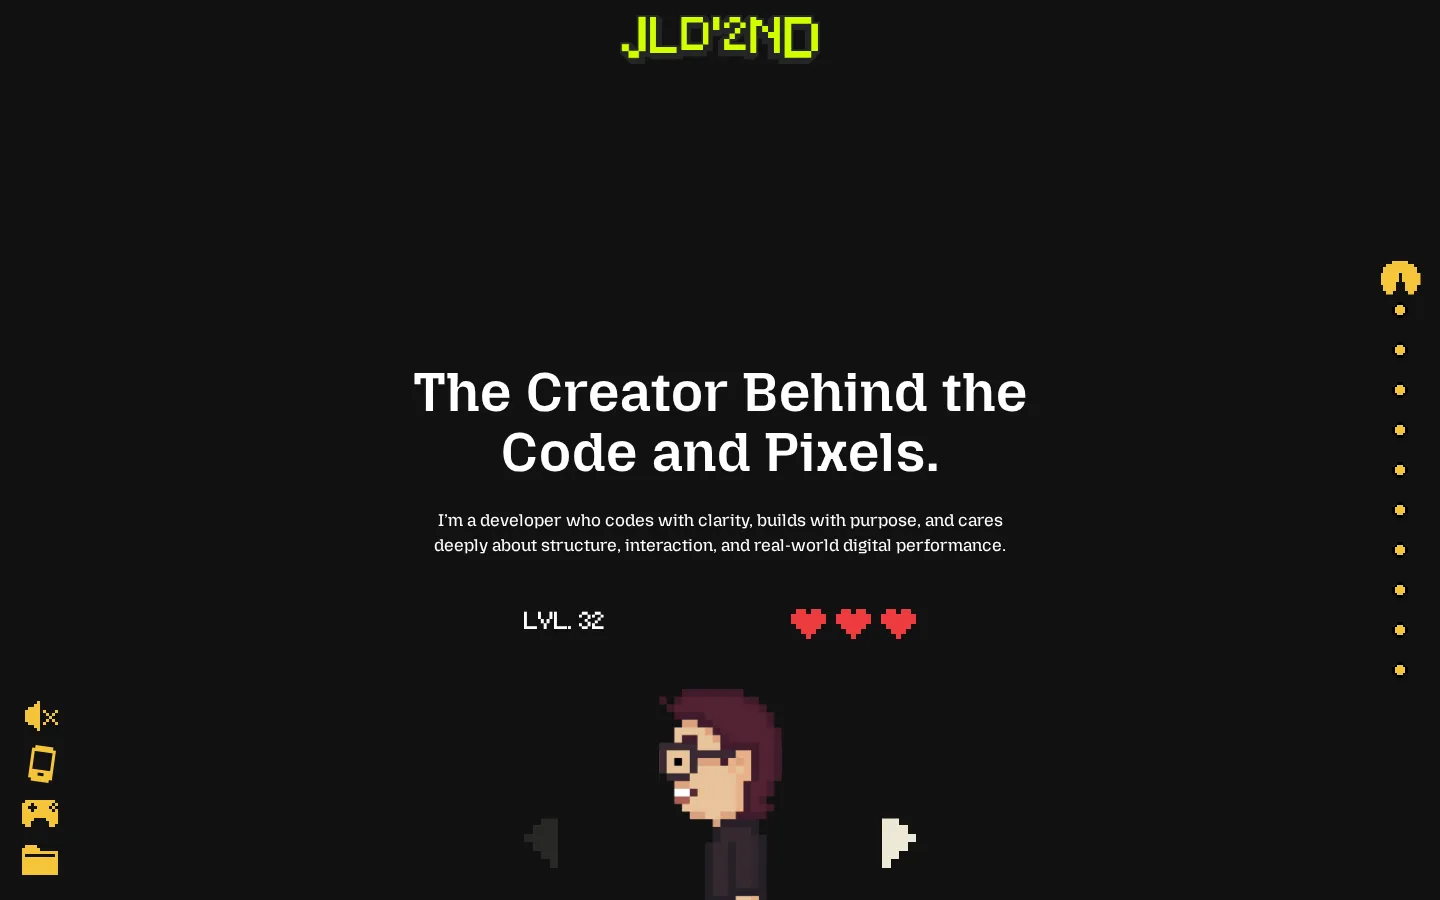 JLD'2ND
The Creator Behind the
Code and Pixels.
I'm a developer who codes with clarity, builds with purpose, and cares
deeply about structure, interaction, and real-world digital performance.
LVL. 32